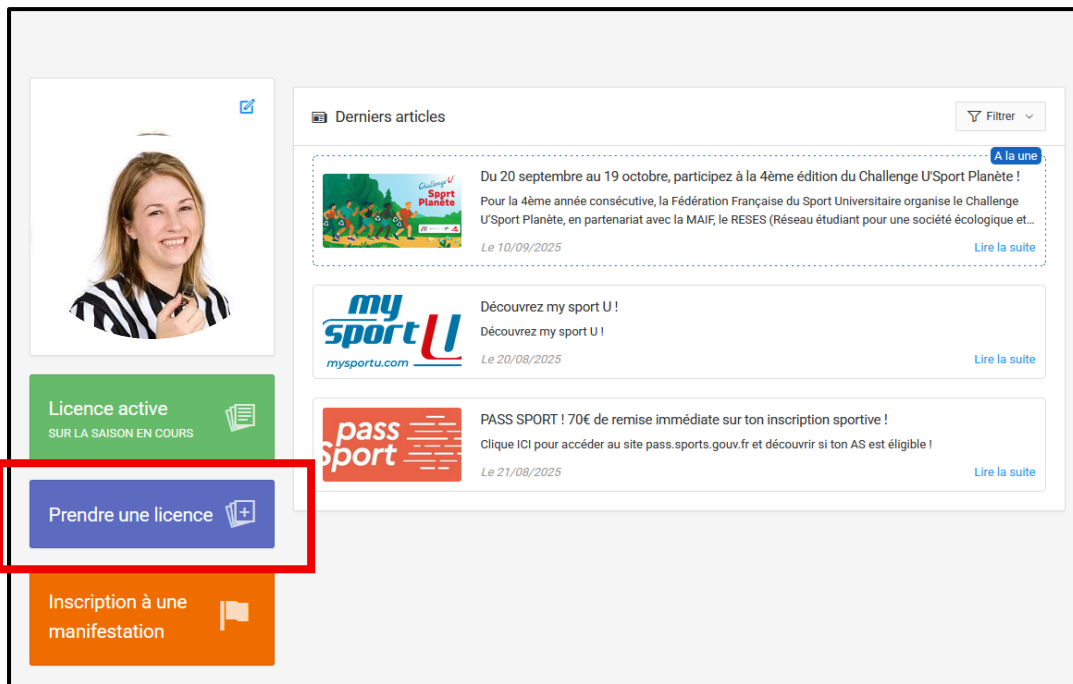 Licence active
SUR LA SAISON EN COURS
Prendre une licence
Inscription à une
manifestation
Derniers articles
Filtrer
A la une
Challenge U
Sport
Planète
Du 20 septembre au 19 octobre, participez à la 4ème édition du Challenge U'Sport Planète !
Pour la 4ème année consécutive, la Fédération Française du Sport Universitaire organise le Challenge
U'Sport Planète, en partenariat avec la MAIF, le RESES (Réseau étudiant pour une société écologique et...
Le 10/09/2025
Lire la suite
my
sport U
mysportu.com
Découvrez my sport U !
Découvrez my sport U !
Le 20/08/2025
Lire la suite
pass
Sport
PASS SPORT ! 70€ de remise immédiate sur ton inscription sportive !
Clique ICI pour accéder au site pass.sports.gouv.fr et découvrir si ton AS est éligible !
Le 21/08/2025
Lire la suite